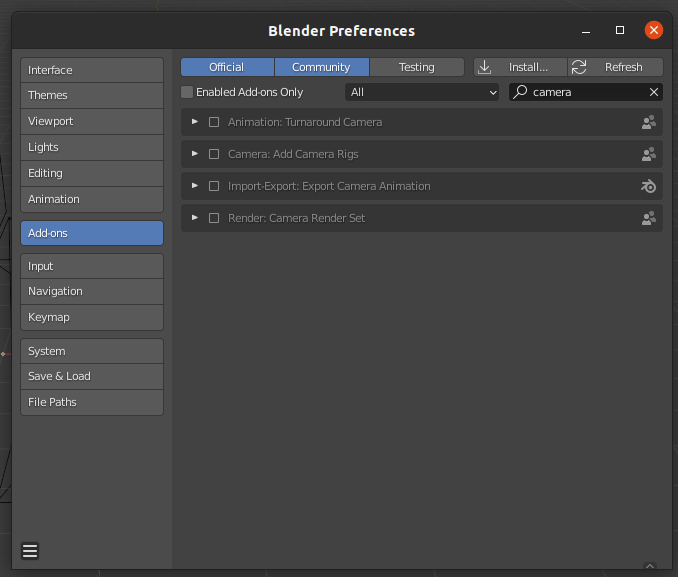 Blender Preferences
Interface
Themes
Viewport
Lights
Editing
Animation
Add-ons
Input
Navigation
Keymap
System
Save & Load
File Paths
Official Community Testing Install... Refresh
Enabled Add-ons Only All camera
Animation: Turnaround Camera
Camera: Add Camera Rigs
Import-Export: Export Camera Animation
Render: Camera Render Set